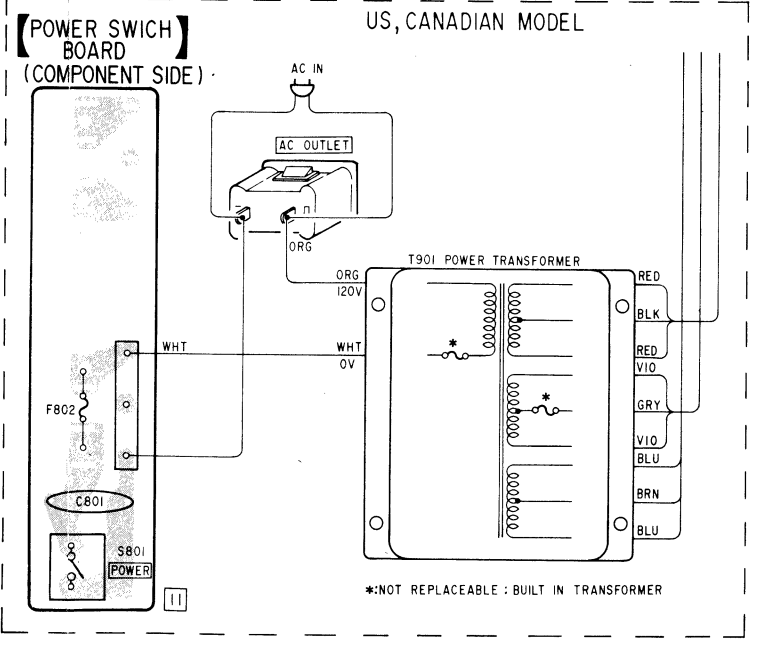 US, CANADIAN MODEL
【POWER SWICH
BOARD】
(COMPONENT SIDE)
AC IN
AC OUTLET
ORG
T901 POWER TRANSFORMER
ORG
120V
RED
BLK
WHT
WHT
0V
*
RED
VIO
*
GRY
F802
VIO
BLU
BRN
C801
BLU
S801
POWER
11
*:NOT REPLACEABLE : BUILT IN TRANSFORMER